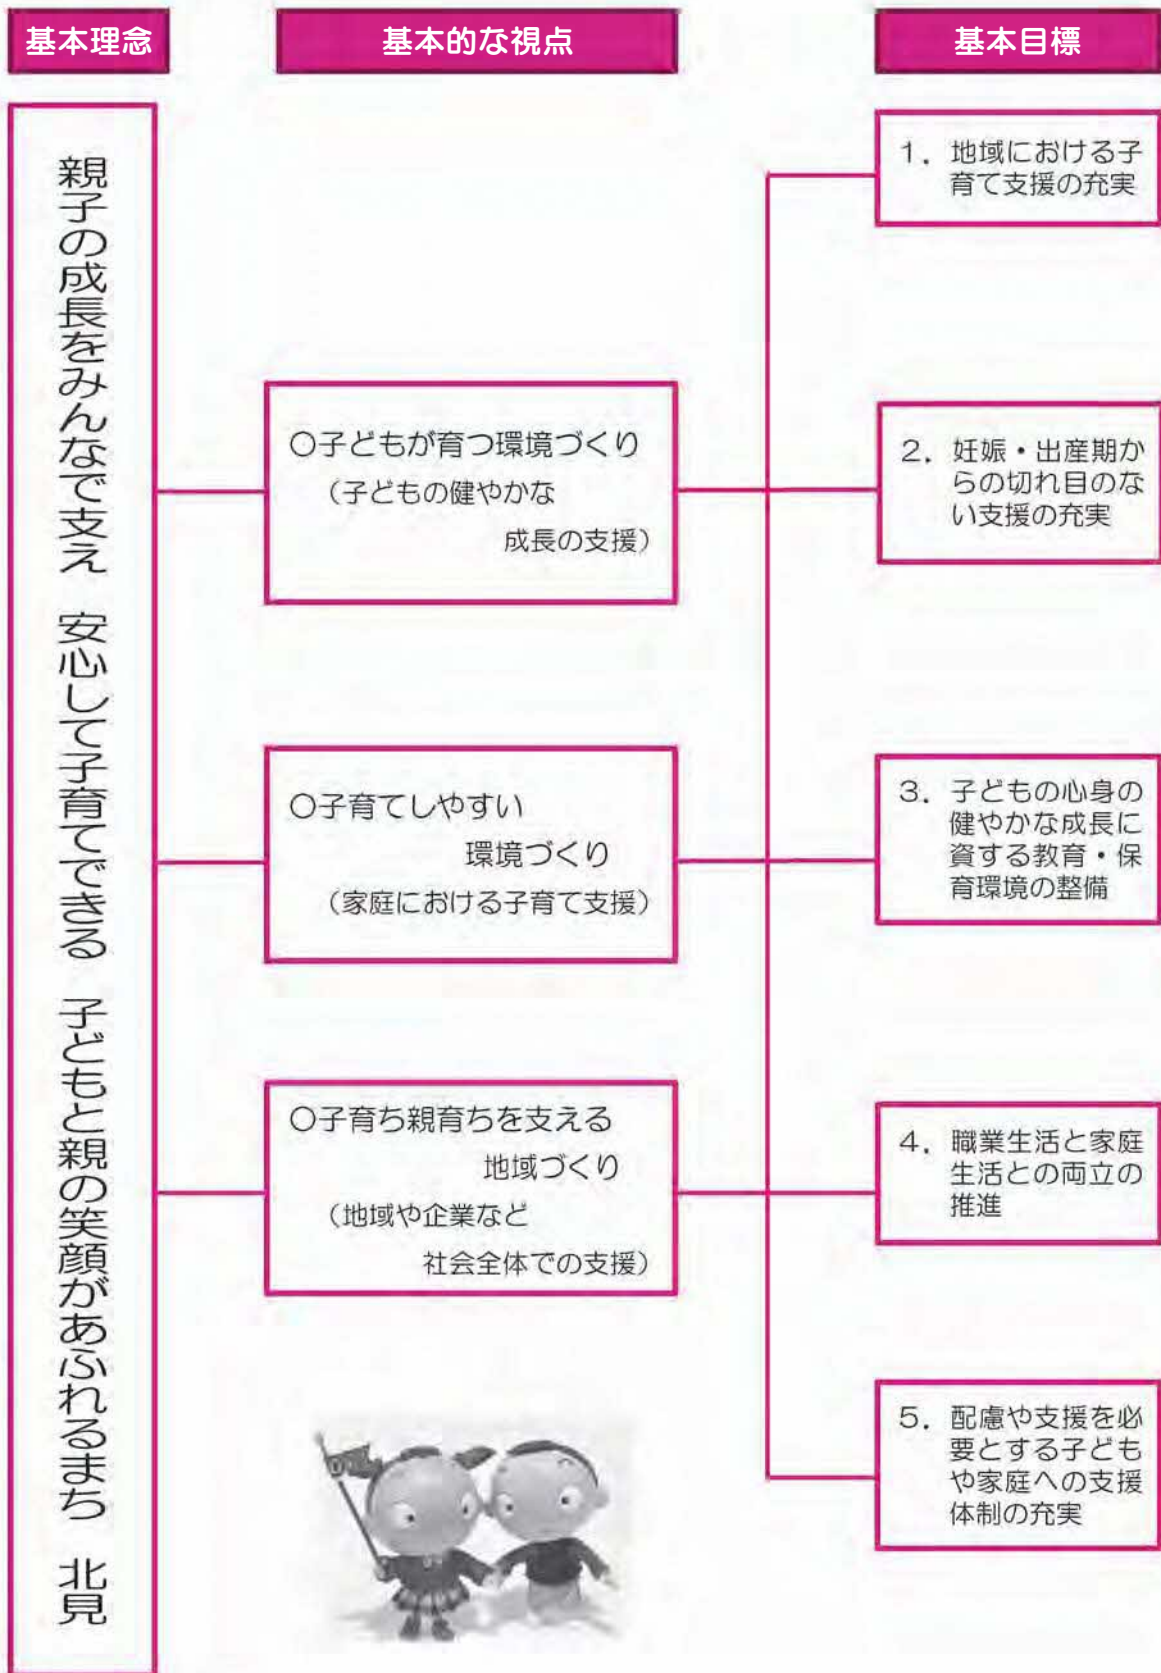 基本理念
基本的な視点
基本目標
親子の成長をみんなで支え　安心して子育てできる　子どもと親の笑顔があふれるまち　北見
○子どもが育つ環境づくり
（子どもの健やかな
成長の支援）
○子育てしやすい
環境づくり
（家庭における子育て支援）
○子育ち親育ちを支える
地域づくり
（地域や企業など
社会全体での支援）
１．地域における子
育て支援の充実
２．妊娠・出産期か
らの切れ目のな
い支援の充実
３．子どもの心身の
健やかな成長に
資する教育・保
育環境の整備
４．職業生活と家庭
生活との両立の
推進
５．配慮や支援を必
要とする子ども
や家庭への支援
体制の充実